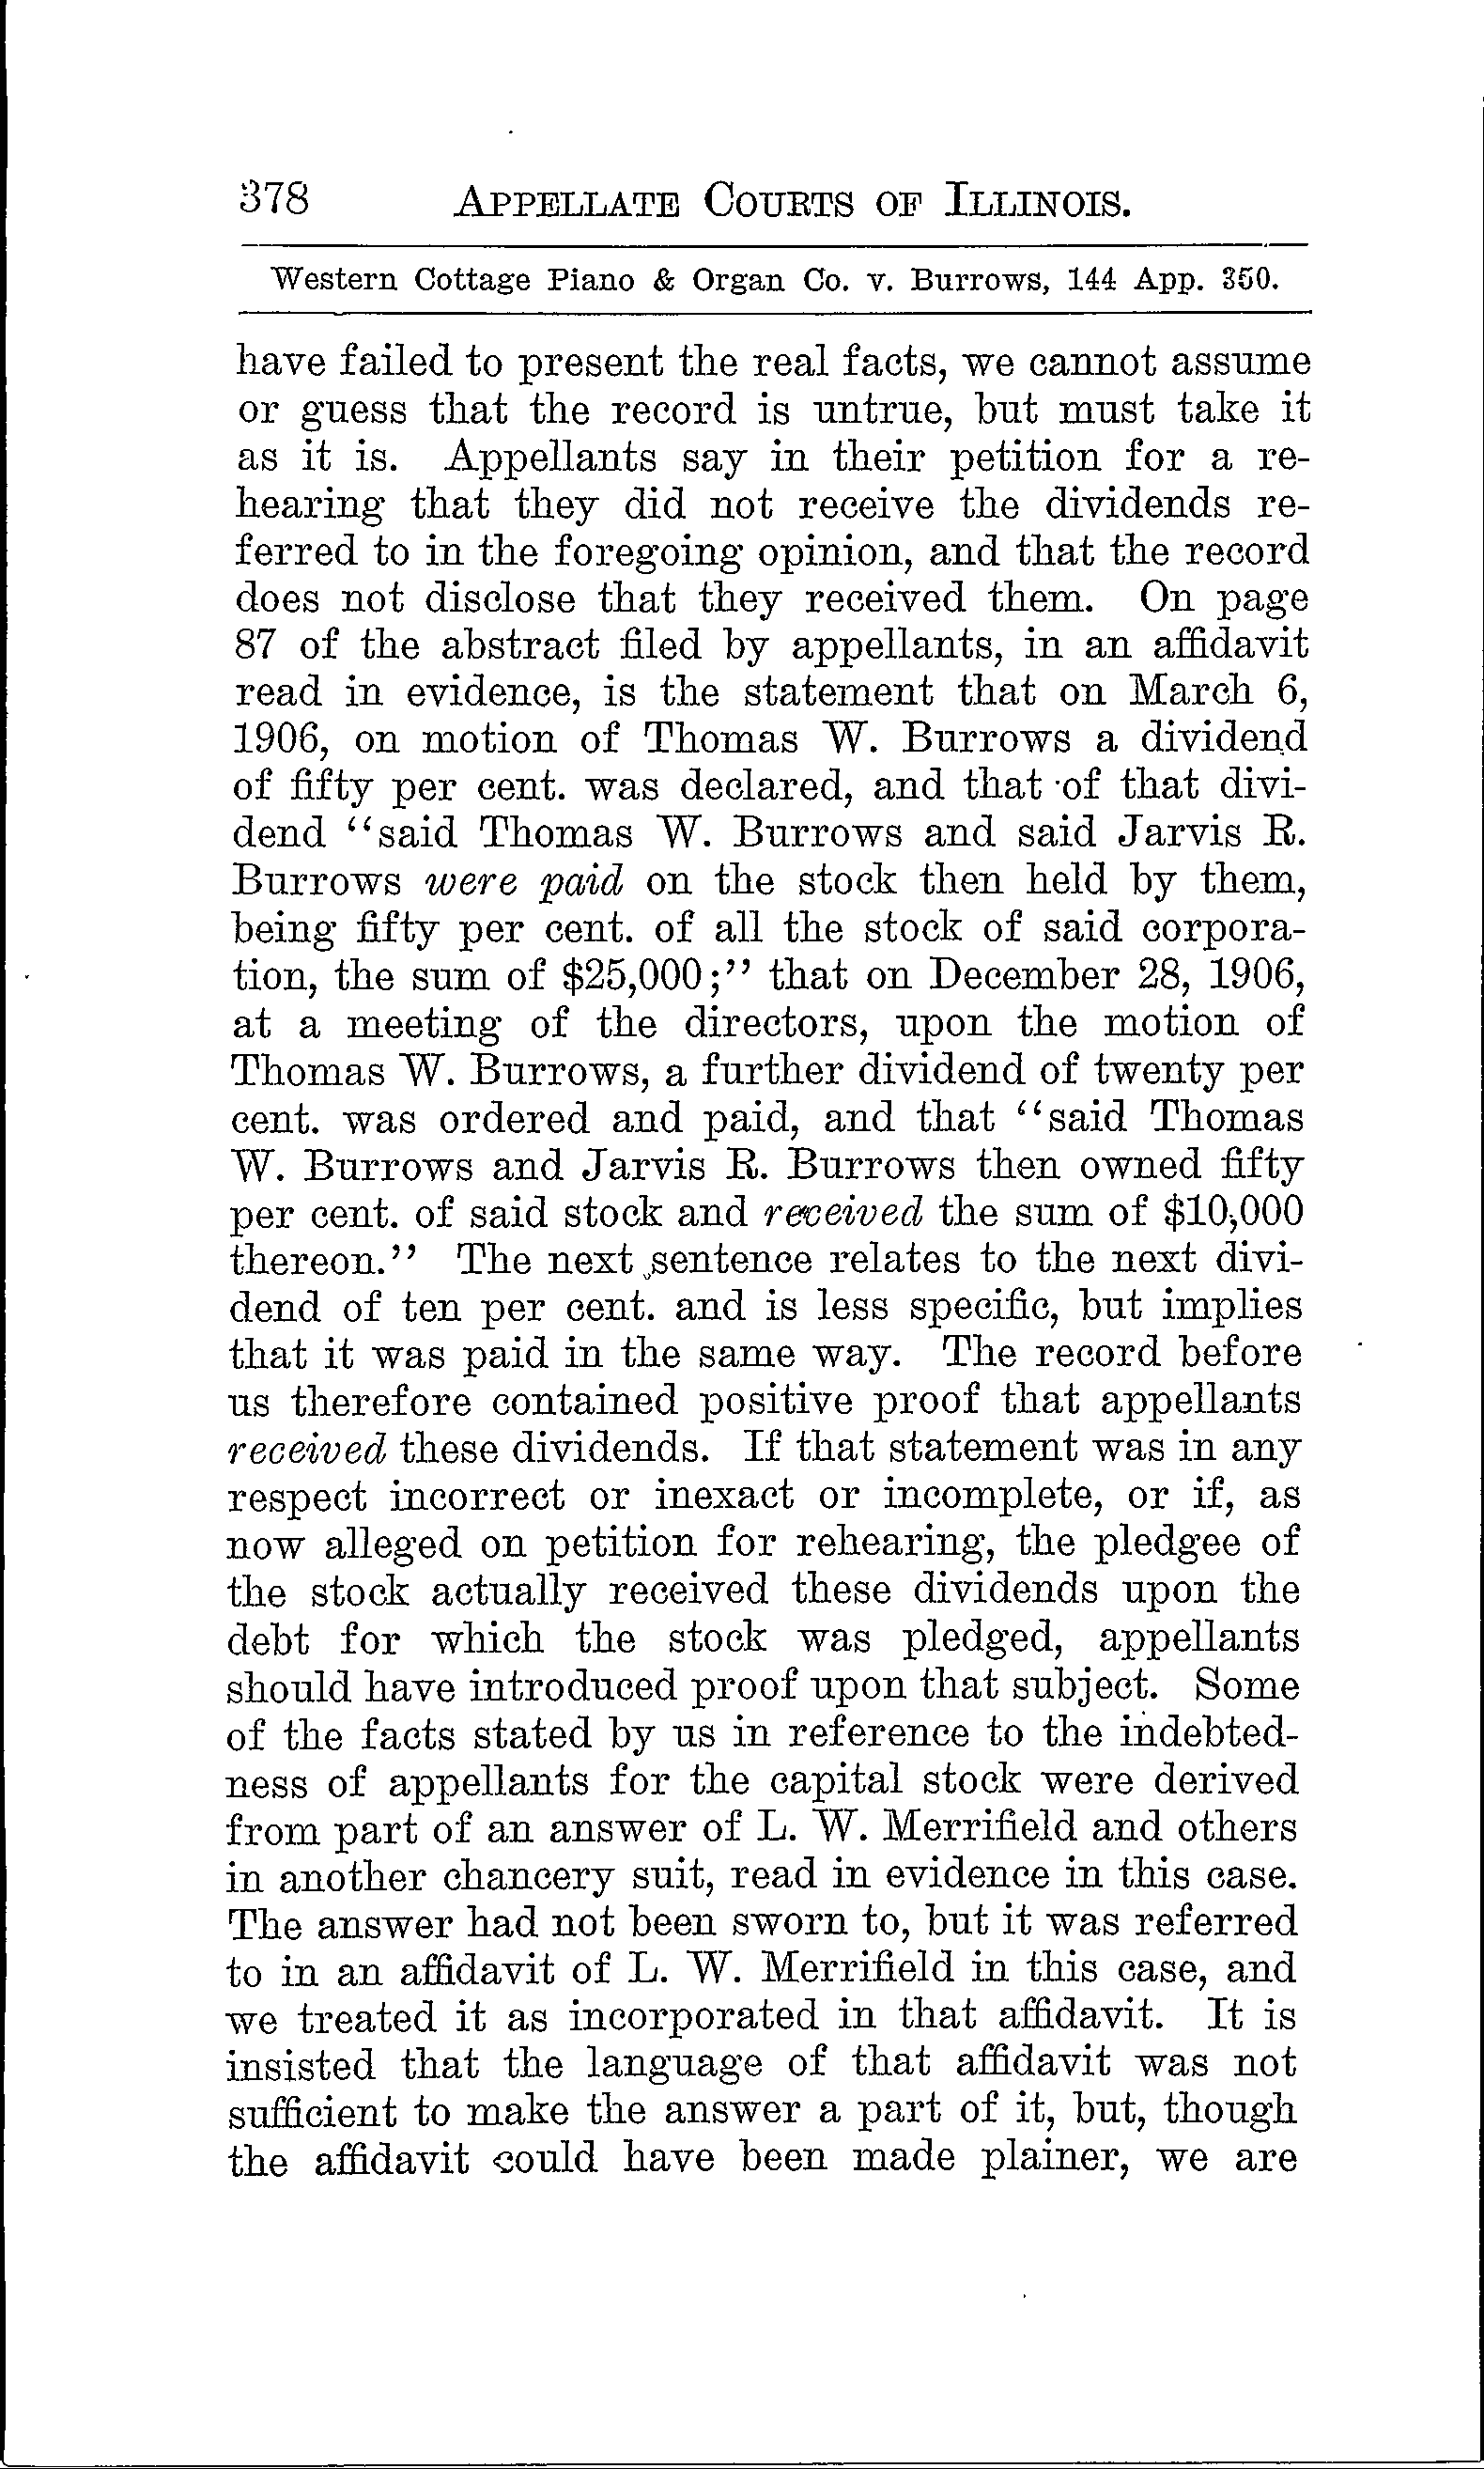 378 APPELLATE COURTS OF ILLINOIS.
Western Cottage Piano & Organ Co. v. Burrows, 144 App. 350.
have failed to present the real facts, we cannot assume
or guess that the record is untrue, but must take it
as it is. Appellants say in their petition for a re-
hearing that they did not receive the dividends re-
ferred to in the foregoing opinion, and that the record
does not disclose that they received them. On page
87 of the abstract filed by appellants, in an affidavit
read in evidence, is the statement that on March 6,
1906, on motion of Thomas W. Burrows a dividend
of fifty per cent. was declared, and that of that divi-
dend "said Thomas W. Burrows and said Jarvis R.
Burrows were paid on the stock then held by them,
being fifty per cent. of all the stock of said corpora-
tion, the sum of $25,000;" that on December 28, 1906,
at a meeting of the directors, upon the motion of
Thomas W. Burrows, a further dividend of twenty per
cent. was ordered and paid, and that "said Thomas
W. Burrows and Jarvis R. Burrows then owned fifty
per cent. of said stock and received the sum of $10,000
thereon." The next sentence relates to the next divi-
dend of ten per cent. and is less specific, but implies
that it was paid in the same way. The record before
us therefore contained positive proof that appellants
received these dividends. If that statement was in any
respect incorrect or inexact or incomplete, or if, as
now alleged on petition for rehearing, the pledgee of
the stock actually received these dividends upon the
debt for which the stock was pledged, appellants
should have introduced proof upon that subject. Some
of the facts stated by us in reference to the indebted-
ness of appellants for the capital stock were derived
from part of an answer of L. W. Merrifield and others
in another chancery suit, read in evidence in this case.
The answer had not been sworn to, but it was referred
to in an affidavit of L. W. Merrifield in this case, and
we treated it as incorporated in that affidavit. It is
insisted that the language of that affidavit was not
sufficient to make the answer a part of it, but, though
the affidavit could have been made plainer, we are